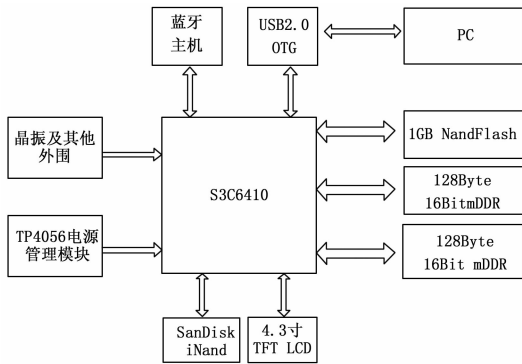 蓝牙
主机
USB2.0
OTG
PC
晶振及其他
外围
1GB NandFlash
S3C6410
128Byte
16BitmDDR
TP4056电源
管理模块
128Byte
16Bit mDDR
SanDisk
iNand
4.3寸
TFT LCD